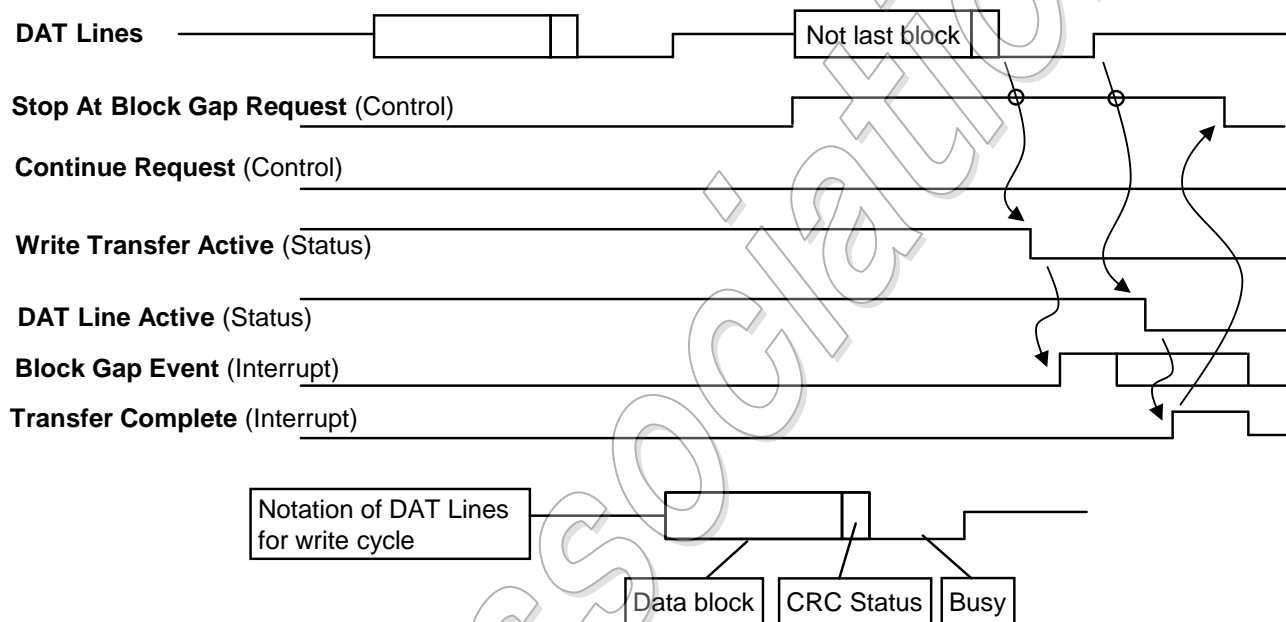 DAT Lines
Not last block
Stop At Block Gap Request (Control)
Continue Request (Control)
Write Transfer Active (Status)
DAT Line Active (Status)
Block Gap Event (Interrupt)
Transfer Complete (Interrupt)
Notation of DAT Lines
for write cycle
Data block
CRC Status
Busy
ssociatio